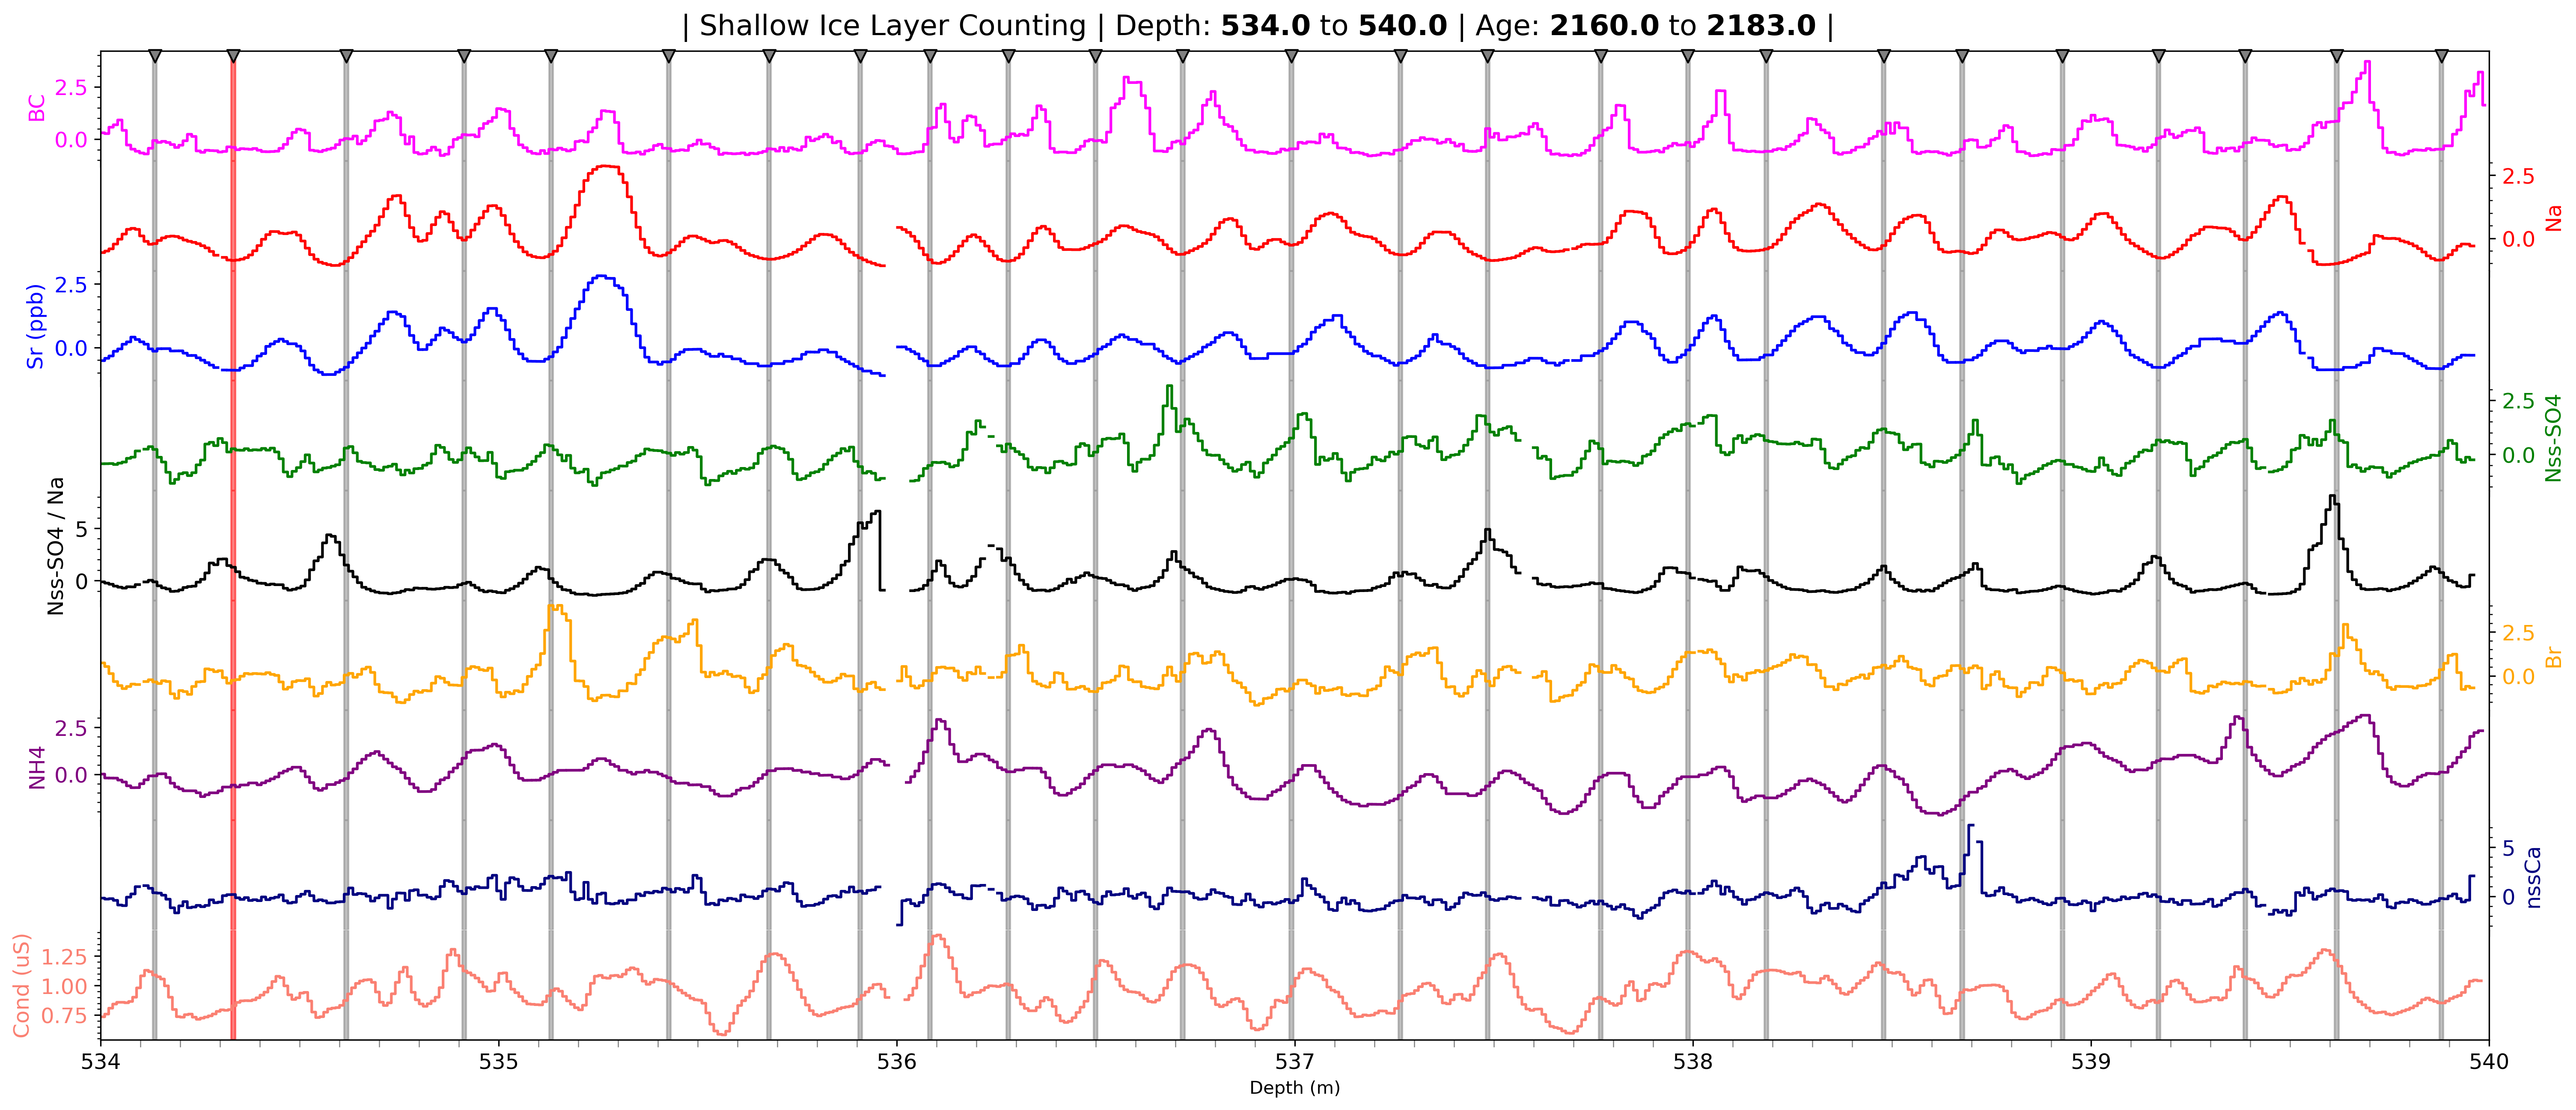 | Shallow Ice Layer Counting | Depth: 534.0 to 540.0 | Age: 2160.0 to 2183.0 |
BC
2.5
0.0
2.5
0.0
Na
Sr (ppb)
2.5
0.0
2.5
0.0
Nss-SO4
Nss-SO4 / Na
5
0
2.5
0.0
Br
NH4
2.5
0.0
5
0
nssCa
Cond (uS)
1.25
1.00
0.75
534 535 536 537 538 539 540
Depth (m)